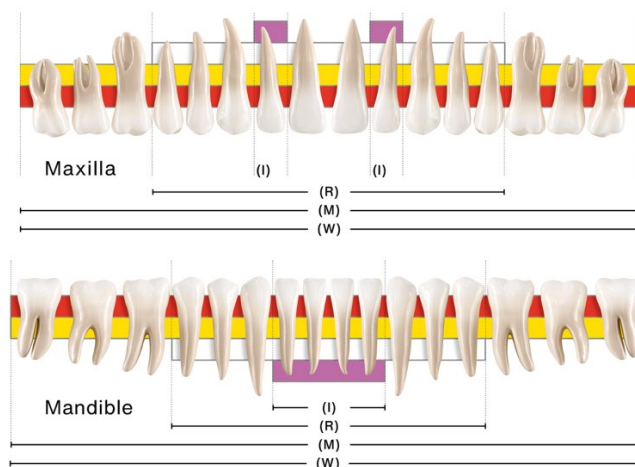 (I) (I)
Maxilla
(R)
(M)
(W)
(I)
Mandible
(R)
(M)
(W)